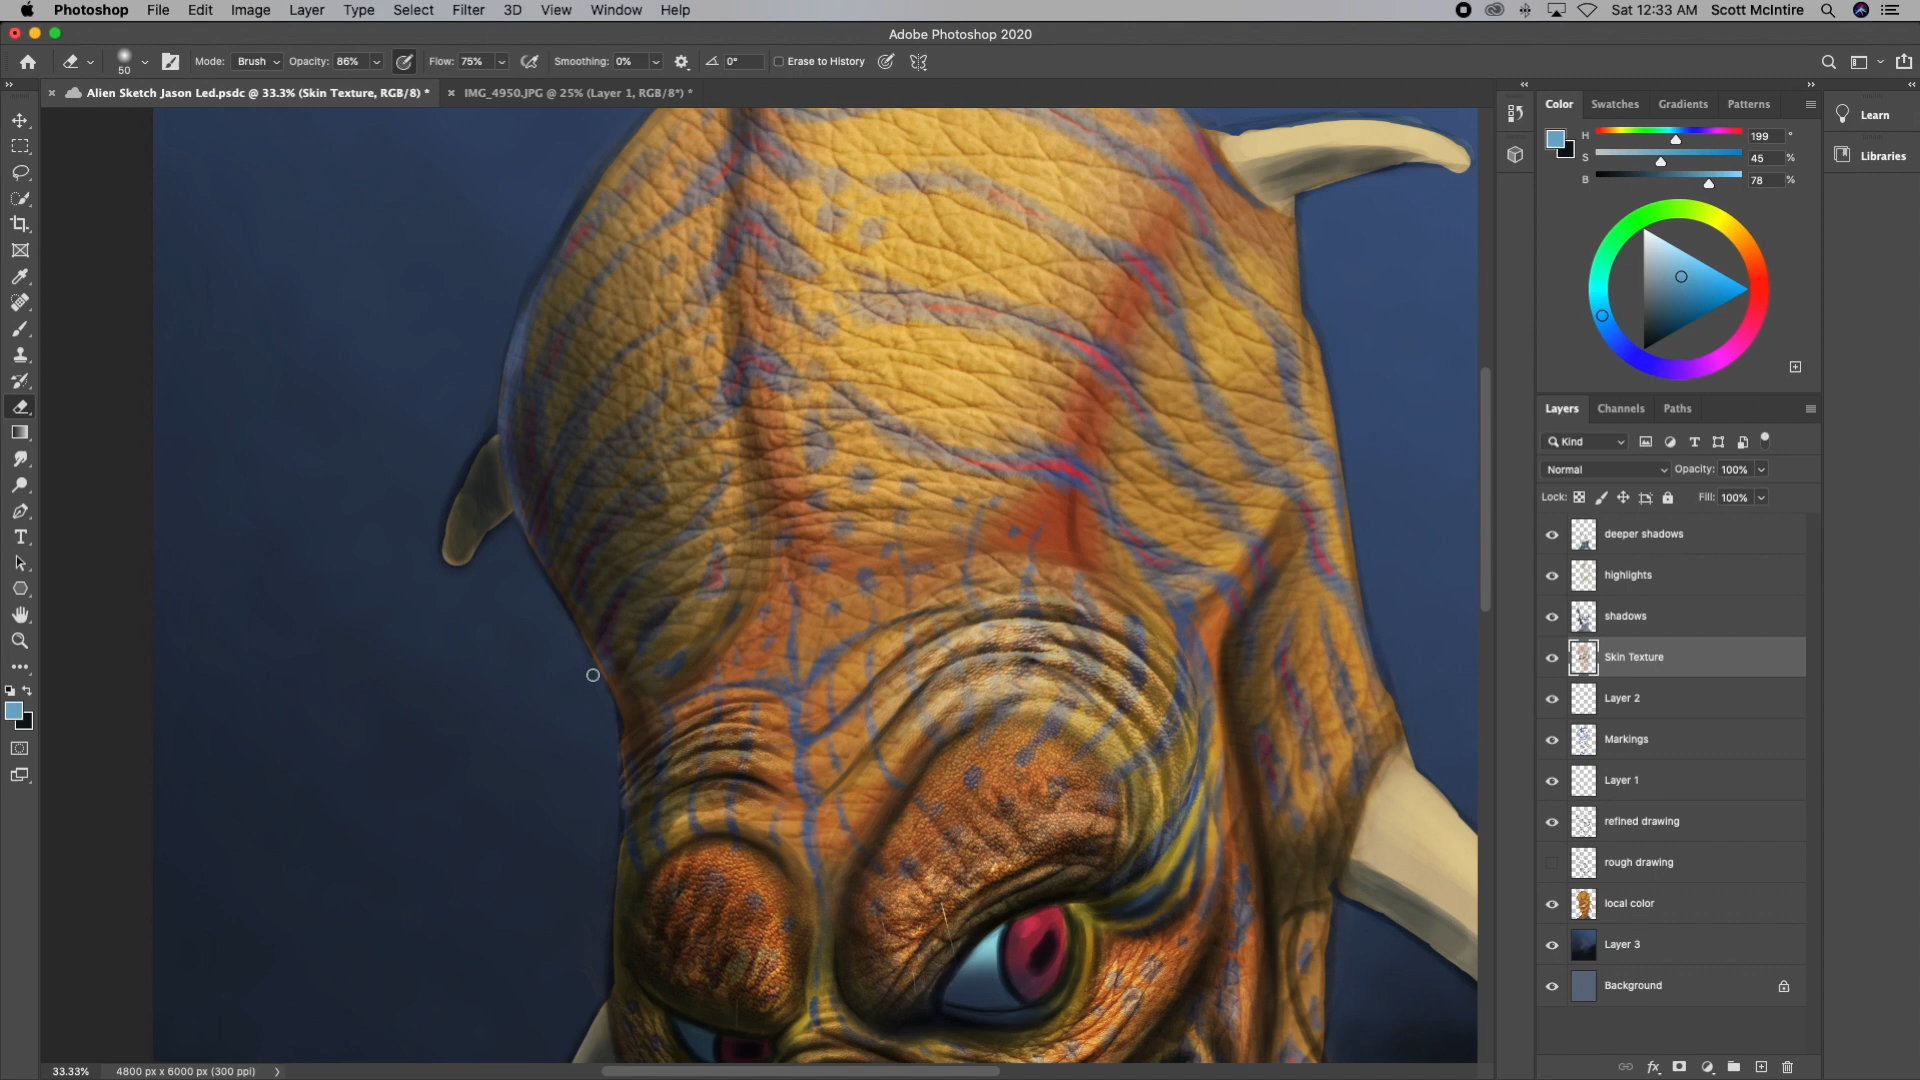 Photoshop File Edit Image Layer Type Select Filter 3D View Window Help Sat 12:33 AM Scott McIntire
Adobe Photoshop 2020
50 Mode: Brush Opacity: 86% Flow: 75% Smoothing: 0% 0° Erase to History
Alien Sketch Jason Led.psdc @ 33.3% (Skin Texture, RGB/8) * IMG_4950.JPG @ 25% (Layer 1, RGB/8*) *
Color Swatches Gradients Patterns
H 199 °
S 45 %
B 78 %
Learn
Libraries
Layers Channels Paths
Kind
Normal Opacity: 100%
Lock: Fill: 100%
deeper shadows
highlights
shadows
Skin Texture
Layer 2
Markings
Layer 1
refined drawing
rough drawing
local color
Layer 3
Background
33.33% 4800 px x 6000 px (300 ppi)